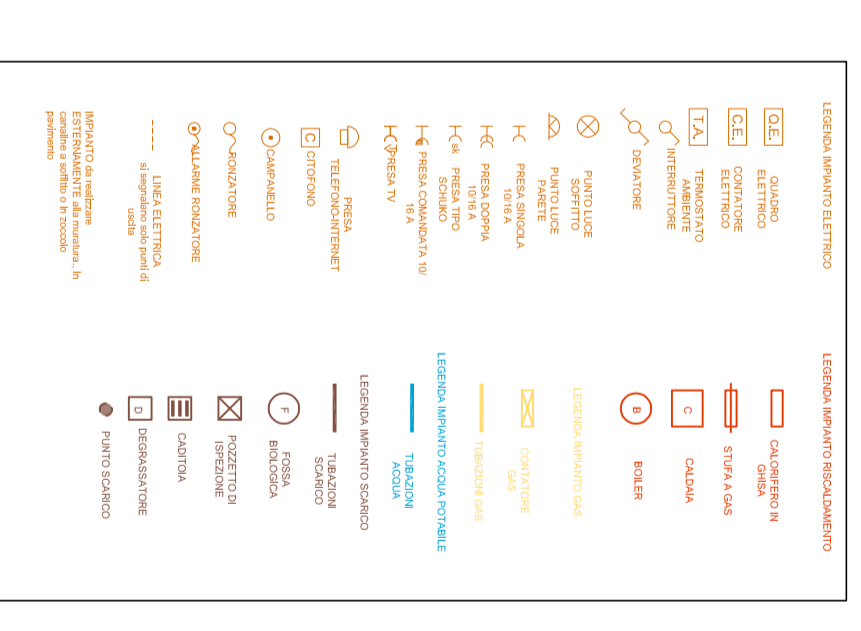 LEGENDA IMPIANTO ELETTRICO
Q.E.
QUADRO
ELETTRICO
C.E.
CONTATORE
ELETTRICO
T.A.
TERMOSTATO
AMBIENTE
INTERRUTTORE
DEVIATORE
PUNTO LUCE
SOFFITTO
PUNTO LUCE
PARETE
PRESA SINGOLA
10/16 A
PRESA DOPPIA
10/16 A
sk PRESA TIPO
SCHUKO
PRESA COMANDATA 10/
16 A
PRESA TV
PRESA
TELEFONO-INTERNET
C CITOFONO
CAMPANELLO
RONZATORE
ALLARME RONZATORE
LINEA ELETTRICA
si segnalano solo punti di
uscita
IMPIANTO da realizzare
ESTERNAMENTE alla muratura , in
canaline a soffitto o in zoccolo
pavimento
LEGENDA IMPIANTO RISCALDAMENTO
CALORIFERO IN
GHISA
STUFA A GAS
C
CALDAIA
B
BOILER
LEGENDA IMPIANTO GAS
CONTATORE
GAS
TUBAZIONI GAS
LEGENDA IMPIANTO ACQUA POTABILE
TUBAZIONI
ACQUA
LEGENDA IMPIANTO SCARICO
TUBAZIONI
SCARICO
F
FOSSA
BIOLOGICA
POZZETTO DI
ISPEZIONE
CADITOIA
D
DEGRASSATORE
PUNTO SCARICO